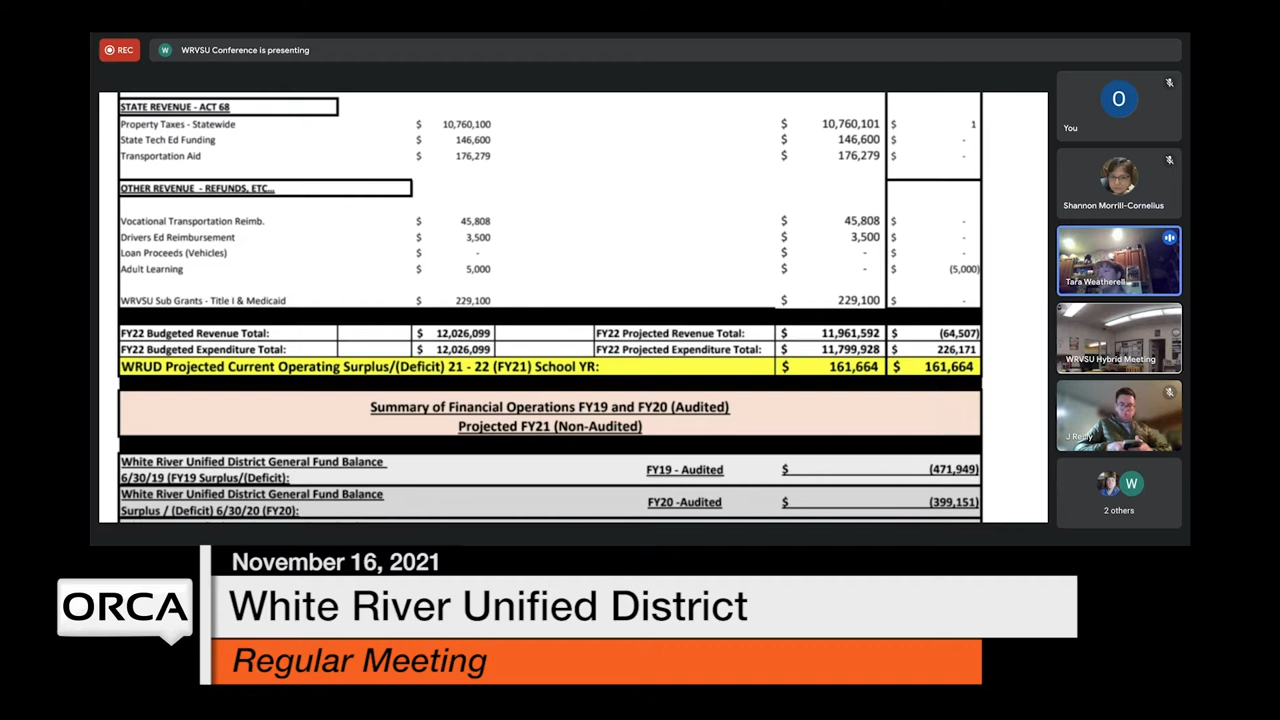 REC W WRVSU Conference is presenting
STATE REVENUE - ACT 68
Property Taxes - Statewide $ 10,760,100 $ 10,760,101 $ 1
State Tech Ed Funding $ 146,600 $ 146,600 $ -
Transportation Aid $ 176,279 $ 176,279 $ -
OTHER REVENUE - REFUNDS, ETC...
Vocational Transportation Reimb. $ 45,808 $ 45,808 $ -
Drivers Ed Reimbursement $ 3,500 $ 3,500 $ -
Loan Proceeds (Vehicles) $ - $ - $ -
Adult Learning $ 5,000 $ - $ (5,000)
WRVSU Sub Grants - Title I & Medicaid $ 229,100 $ 229,100 $ -
FY22 Budgeted Revenue Total: $ 12,026,099 FY22 Projected Revenue Total: $ 11,961,592 $ (64,507)
FY22 Budgeted Expenditure Total: $ 12,026,099 FY22 Projected Expenditure Total: $ 11,799,928 $ 226,171
WRUD Projected Current Operating Surplus/(Deficit) 21 - 22 (FY21) School YR: $ 161,664 $ 161,664
Summary of Financial Operations FY19 and FY20 (Audited)
Projected FY21 (Non-Audited)
White River Unified District General Fund Balance
6/30/19 (FY19 Surplus/(Deficit): FY19 - Audited $ (471,949)
White River Unified District General Fund Balance
Surplus / (Deficit) 6/30/20 (FY20): FY20 -Audited $ (399,151)
O
You
Shannon Morrill-Cornelius
Tara Weatherell
WRVSU Hybrid Meeting
J Reilly
W
2 others
November 16, 2021
ORCA
White River Unified District
Regular Meeting